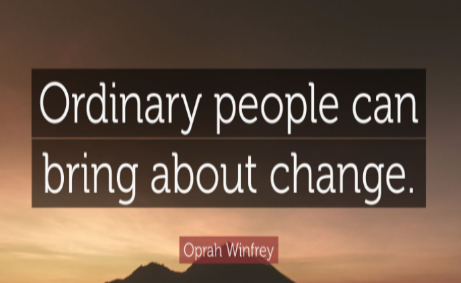 Ordinary people can
bring about change.
Oprah Winfrey